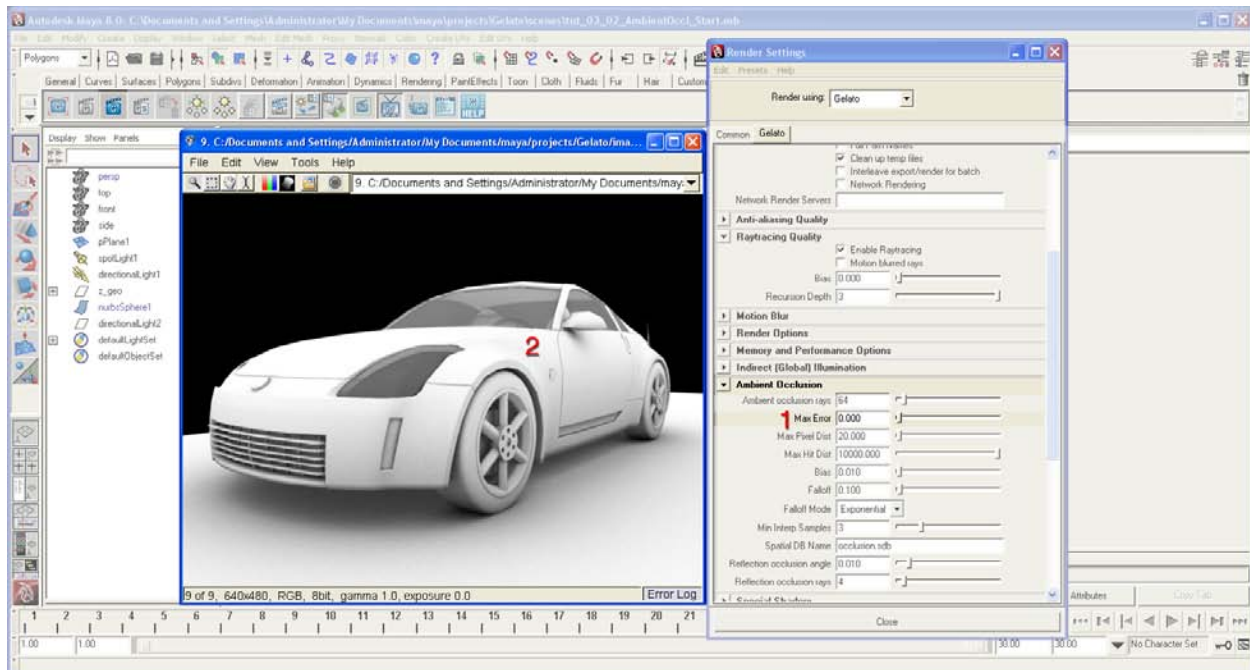 Autodesk Maya 8.0: C:\Documents and Settings\Administrator\My Documents\maya\projects\Gelato\scenes\tut_03_02_AmbientOccl_Start.mb
Polygons
General Curves Surfaces Polygons Subdivs Deformation Animation Dynamics Rendering PaintEffects Toon Cloth Fluids Fur Hair Custom
HELP
Display Show Panels
persp
top
front
side
pPlane1
spotLight1
directionalLight1
z_geo
nurbsSphere1
directionalLight2
defaultLightSet
defaultObjectSet
9. C:/Documents and Settings/Administrator/My Documents/maya/projects/Gelato/ima...
File Edit View Tools Help
9. C:/Documents and Settings/Administrator/My Documents/may
2
9 of 9, 640x480, RGB, 8bit, gamma 1.0, exposure 0.0
Error Log
Render Settings
Edit Presets Help
Render using: Gelato
Common Gelato
Clean up temp files
Interleave export/render for batch
Network Rendering
Network Render Servers
Anti-aliasing Quality
Raytracing Quality
Enable Raytracing
Motion blurred rays
Bias 0.000
Recursion Depth 3
Motion Blur
Render Options
Memory and Performance Options
Indirect (Global) Illumination
Ambient Occlusion
Ambient occlusion rays 64
1 Max Error 0.000
Max Pixel Dist 20.000
Max Hit Dist 10000.000
Bias 0.010
Falloff 0.100
Falloff Mode Exponential
Min Interp Samples 3
Spatial DB Name occlusion.sdb
Reflection occlusion angle 0.010
Reflection occlusion rays 4
Close
Attributes Copy Tab
1 2 3 4 5 6 7 8 9 10 11 12 13 14 15 16 17 18 19 20 21
1.00 1.00 30.00 30.00 No Character Set